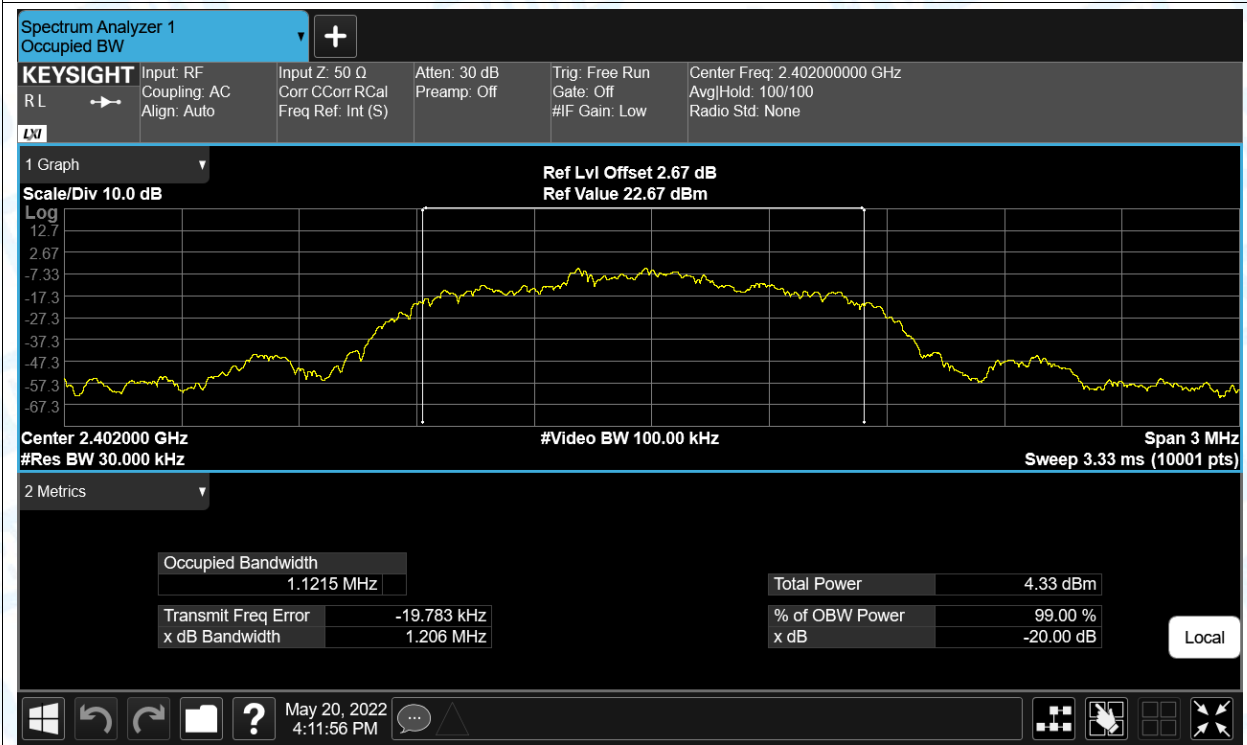 Spectrum Analyzer 1
Occupied BW
+
KEYSIGHT
R L
LXI
Input: RF
Coupling: AC
Align: Auto
Input Z: 50 Ω
Corr CCorr RCal
Freq Ref: Int (S)
Atten: 30 dB
Preamp: Off
Trig: Free Run
Gate: Off
#IF Gain: Low
Center Freq: 2.402000000 GHz
Avg|Hold: 100/100
Radio Std: None
1 Graph
Scale/Div 10.0 dB
Ref Lvl Offset 2.67 dB
Ref Value 22.67 dBm
Log
12.7
2.67
-7.33
-17.3
-27.3
-37.3
-47.3
-57.3
-67.3
Center 2.402000 GHz
#Video BW 100.00 kHz
Span 3 MHz
#Res BW 30.000 kHz
Sweep 3.33 ms (10001 pts)
2 Metrics
Occupied Bandwidth
1.1215 MHz
Transmit Freq Error -19.783 kHz
x dB Bandwidth 1.206 MHz
Total Power 4.33 dBm
% of OBW Power 99.00 %
x dB -20.00 dB
Local
?
May 20, 2022
4:11:56 PM